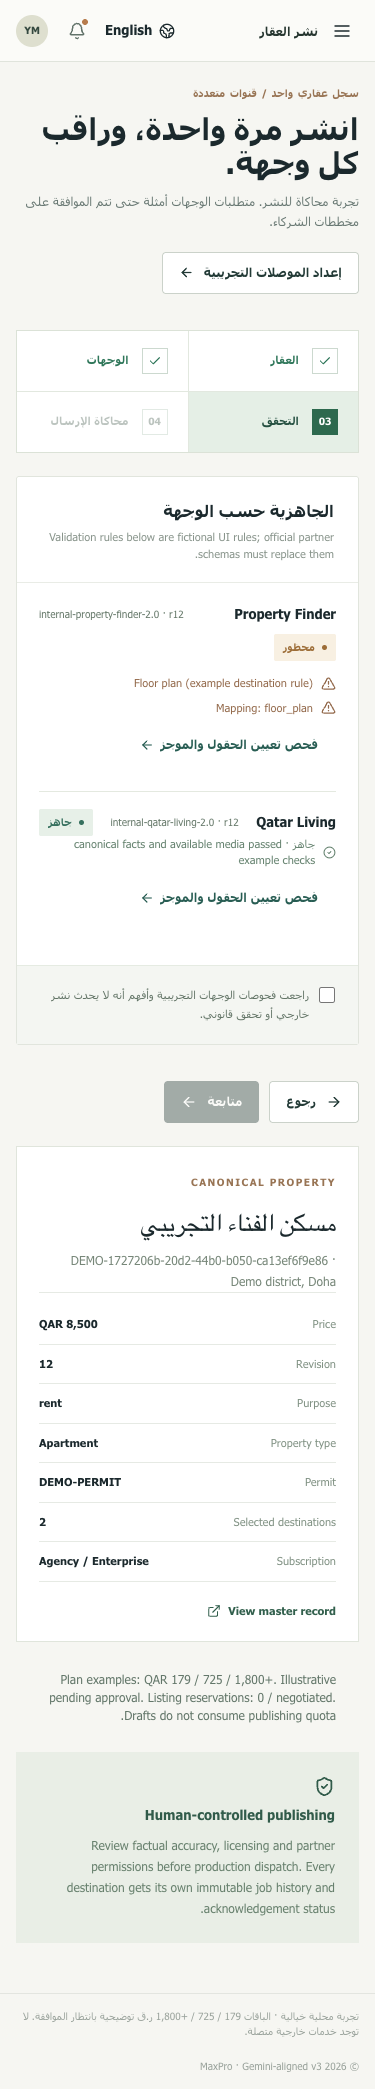 نشر العقار
English
YM
سجل عقاري واحد / قنوات متعددة
انشر مرة واحدة، وراقب
كل وجهة.
تجربة محاكاة للنشر. متطلبات الوجهات أمثلة حتى تتم الموافقة على
مخططات الشركاء.
إعداد الموصلات التجريبية
العقار
الوجهات
03
التحقق
04
محاكاة الإرسال
الجاهزية حسب الوجهة
Validation rules below are fictional UI rules; official partner
schemas must replace them.
Property Finder
internal-property-finder-2.0 · r12
محظور
Floor plan (example destination rule)
Mapping: floor_plan
فحص تعيين الحقول والموجز
Qatar Living
internal-qatar-living-2.0 · r12
جاهز
جاهز · canonical facts and available media passed
example checks
فحص تعيين الحقول والموجز
راجعت فحوصات الوجهات التجريبية وأفهم أنه لا يحدث نشر
خارجي أو تحقق قانوني.
رجوع
متابعة
CANONICAL PROPERTY
مسكن الفناء التجريبي
DEMO-1727206b-20d2-44b0-b050-ca13ef6f9e86 ·
Demo district, Doha
Price
QAR 8,500
Revision
12
Purpose
rent
Property type
Apartment
Permit
DEMO-PERMIT
Selected destinations
2
Subscription
Agency / Enterprise
View master record
Plan examples: QAR 179 / 725 / 1,800+. Illustrative
pending approval. Listing reservations: 0 / negotiated.
Drafts do not consume publishing quota.
Human-controlled publishing
Review factual accuracy, licensing and partner
permissions before production dispatch. Every
destination gets its own immutable job history and
acknowledgement status.
تجربة محلية خيالية · الباقات 179 / 725 / 1,800+ ر.ق توضيحية بانتظار الموافقة. لا
توجد خدمات خارجية متصلة.
© 2026 MaxPro · Gemini-aligned v3